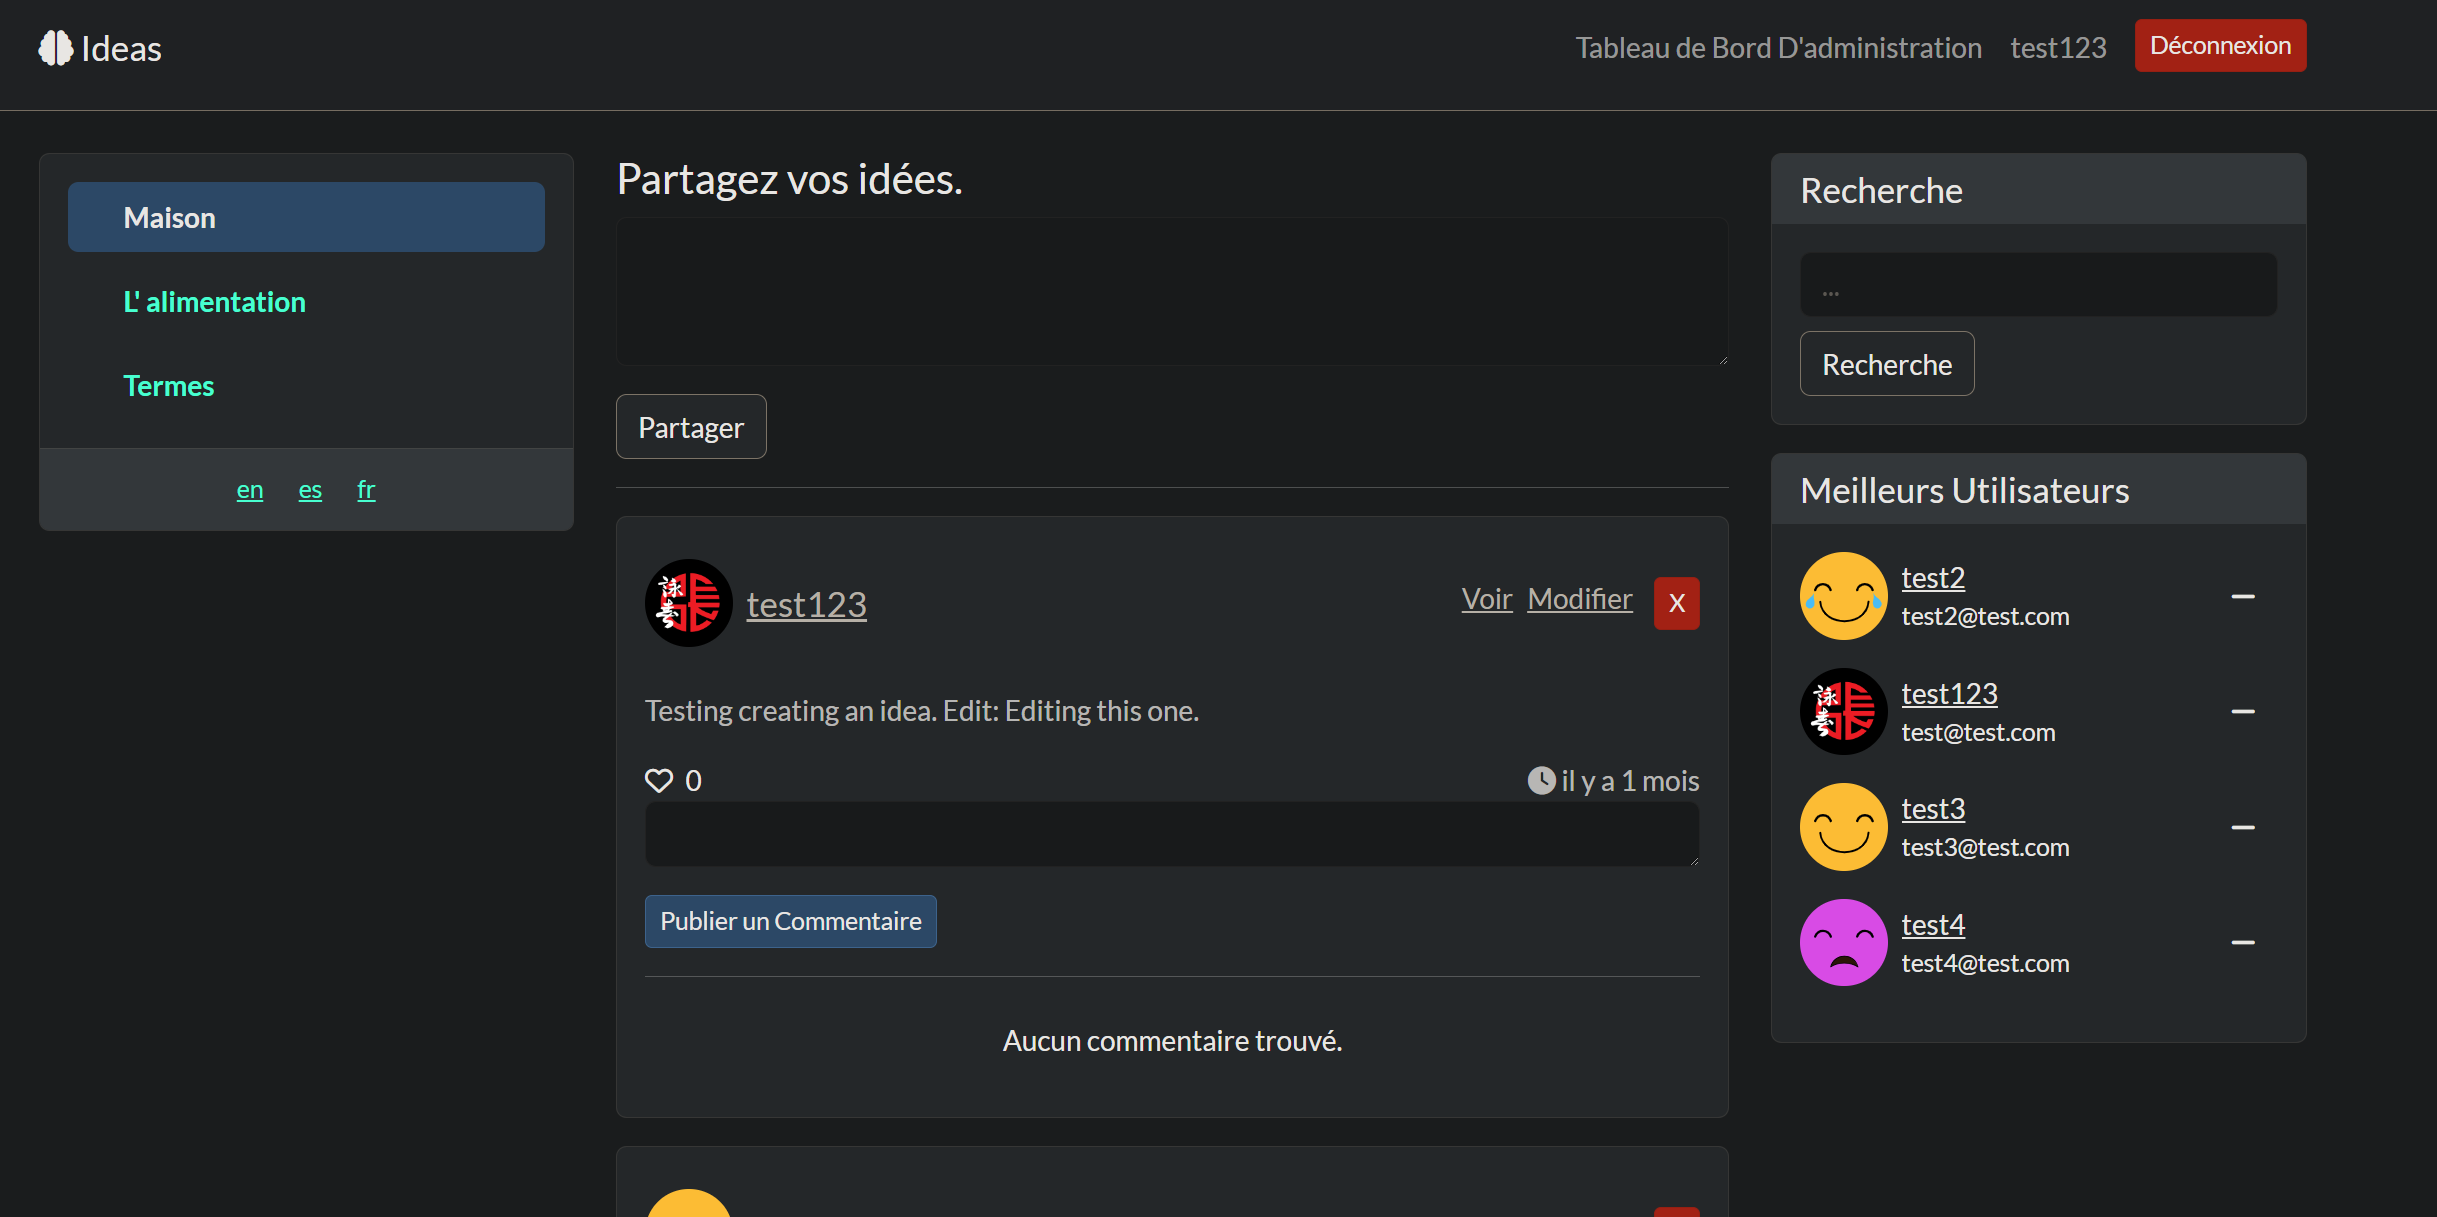 Ideas
Tableau de Bord D'administration
test123
Déconnexion
Maison
L' alimentation
Termes
en es fr
Partagez vos idées.
Partager
test123
Voir Modifier X
Testing creating an idea. Edit: Editing this one.
0
il y a 1 mois
Publier un Commentaire
Aucun commentaire trouvé.
Recherche
...
Recherche
Meilleurs Utilisateurs
test2
test2@test.com
test123
test@test.com
test3
test3@test.com
test4
test4@test.com